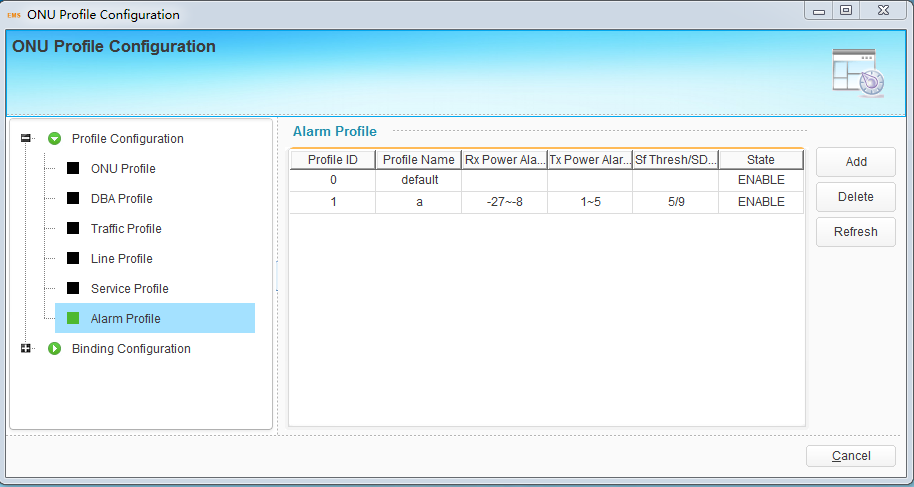 EMS ONU Profile Configuration
ONU Profile Configuration
Profile Configuration
ONU Profile
DBA Profile
Traffic Profile
Line Profile
Service Profile
Alarm Profile
Binding Configuration
Alarm Profile
Profile ID Profile Name Rx Power Ala... Tx Power Alar... Sf Thresh/SD... State
0 default ENABLE
1 a -27~-8 1~5 5/9 ENABLE
Add
Delete
Refresh
Cancel